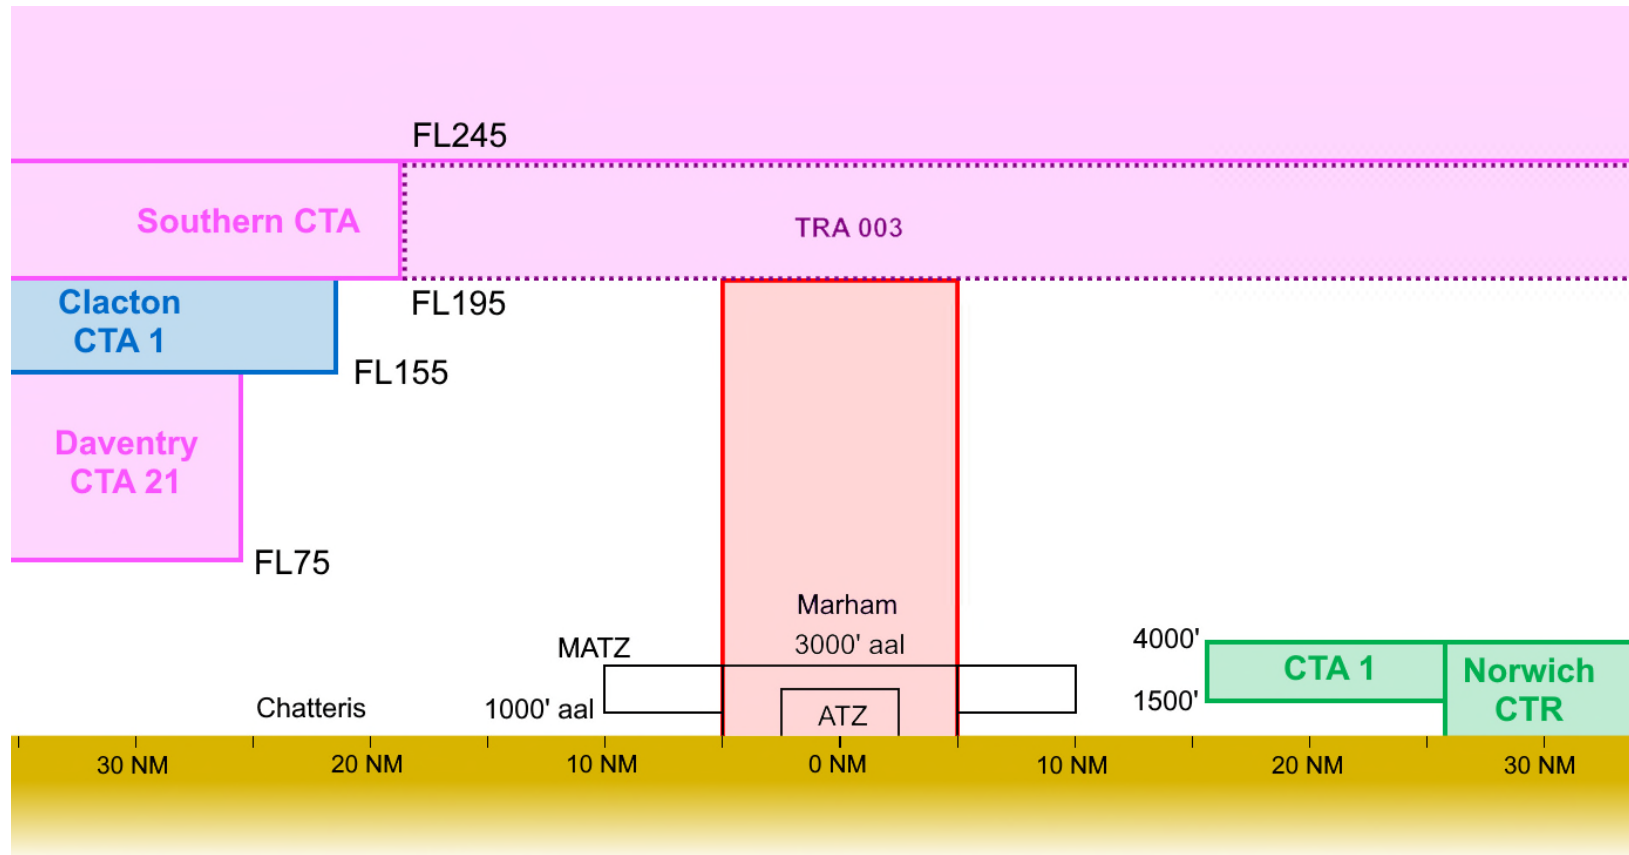 FL245
Southern CTA
TRA 003
Clacton
CTA 1
FL195
FL155
Daventry
CTA 21
FL75
Marham
3000' aal
MATZ
4000'
CTA 1
Norwich
CTR
Chatteris
1000' aal
ATZ
1500'
30 NM
20 NM
10 NM
0 NM
10 NM
20 NM
30 NM